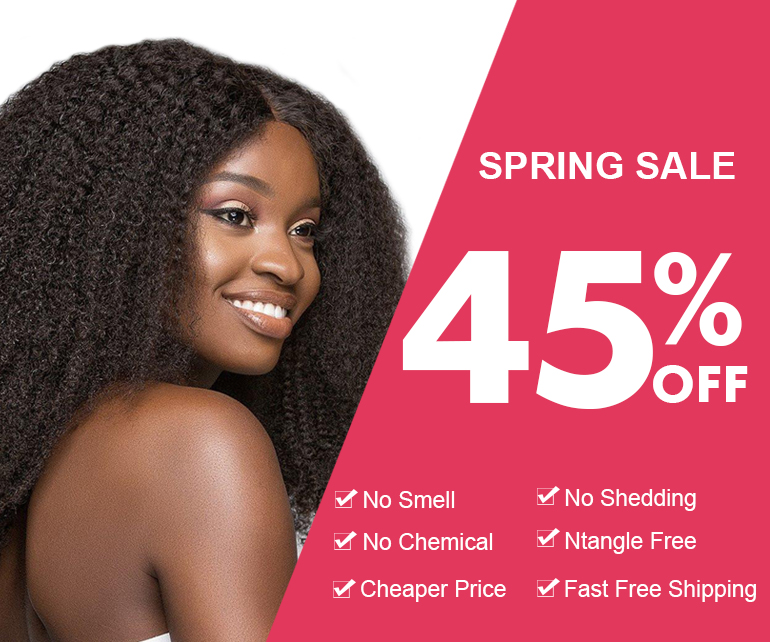 SPRING SALE
45% OFF
No Smell
No Shedding
No Chemical
Ntangle Free
Cheaper Price
Fast Free Shipping